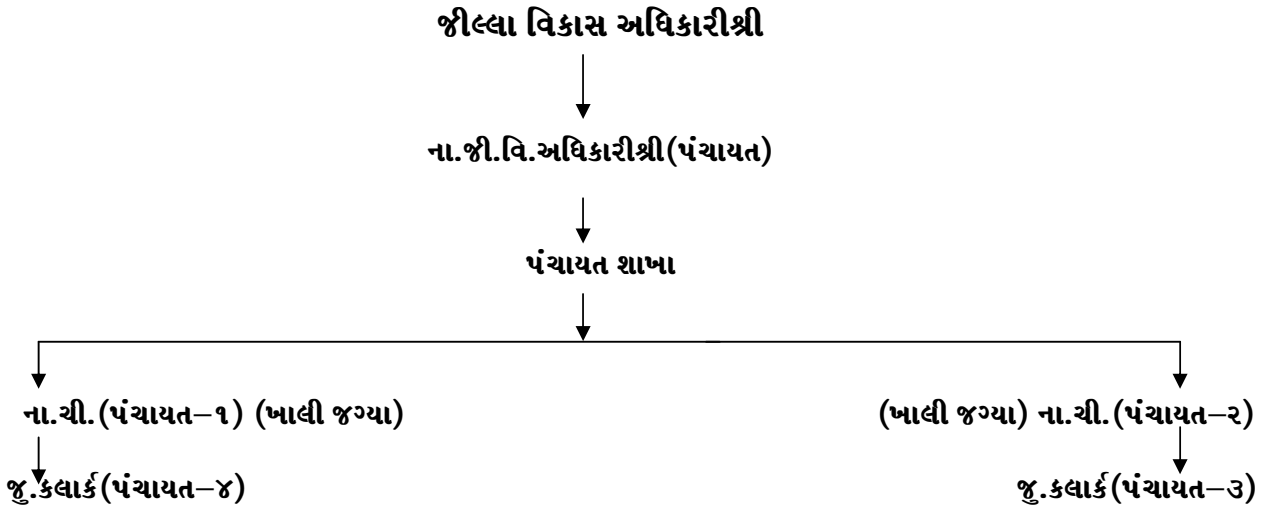 જીલ્લા વિકાસ અધિકારીશ્રી
ના.જી.વિ.અધિકારીશ્રી(પંચાયત)
પંચાયત શાખા
ના.ચી.(પંચાયત–૧) (ખાલી જગ્યા)
(ખાલી જગ્યા) ના.ચી.(પંચાયત–૨)
જુ.કલાર્ક(પંચાયત–૪)
જુ.કલાર્ક(પંચાયત–૩)